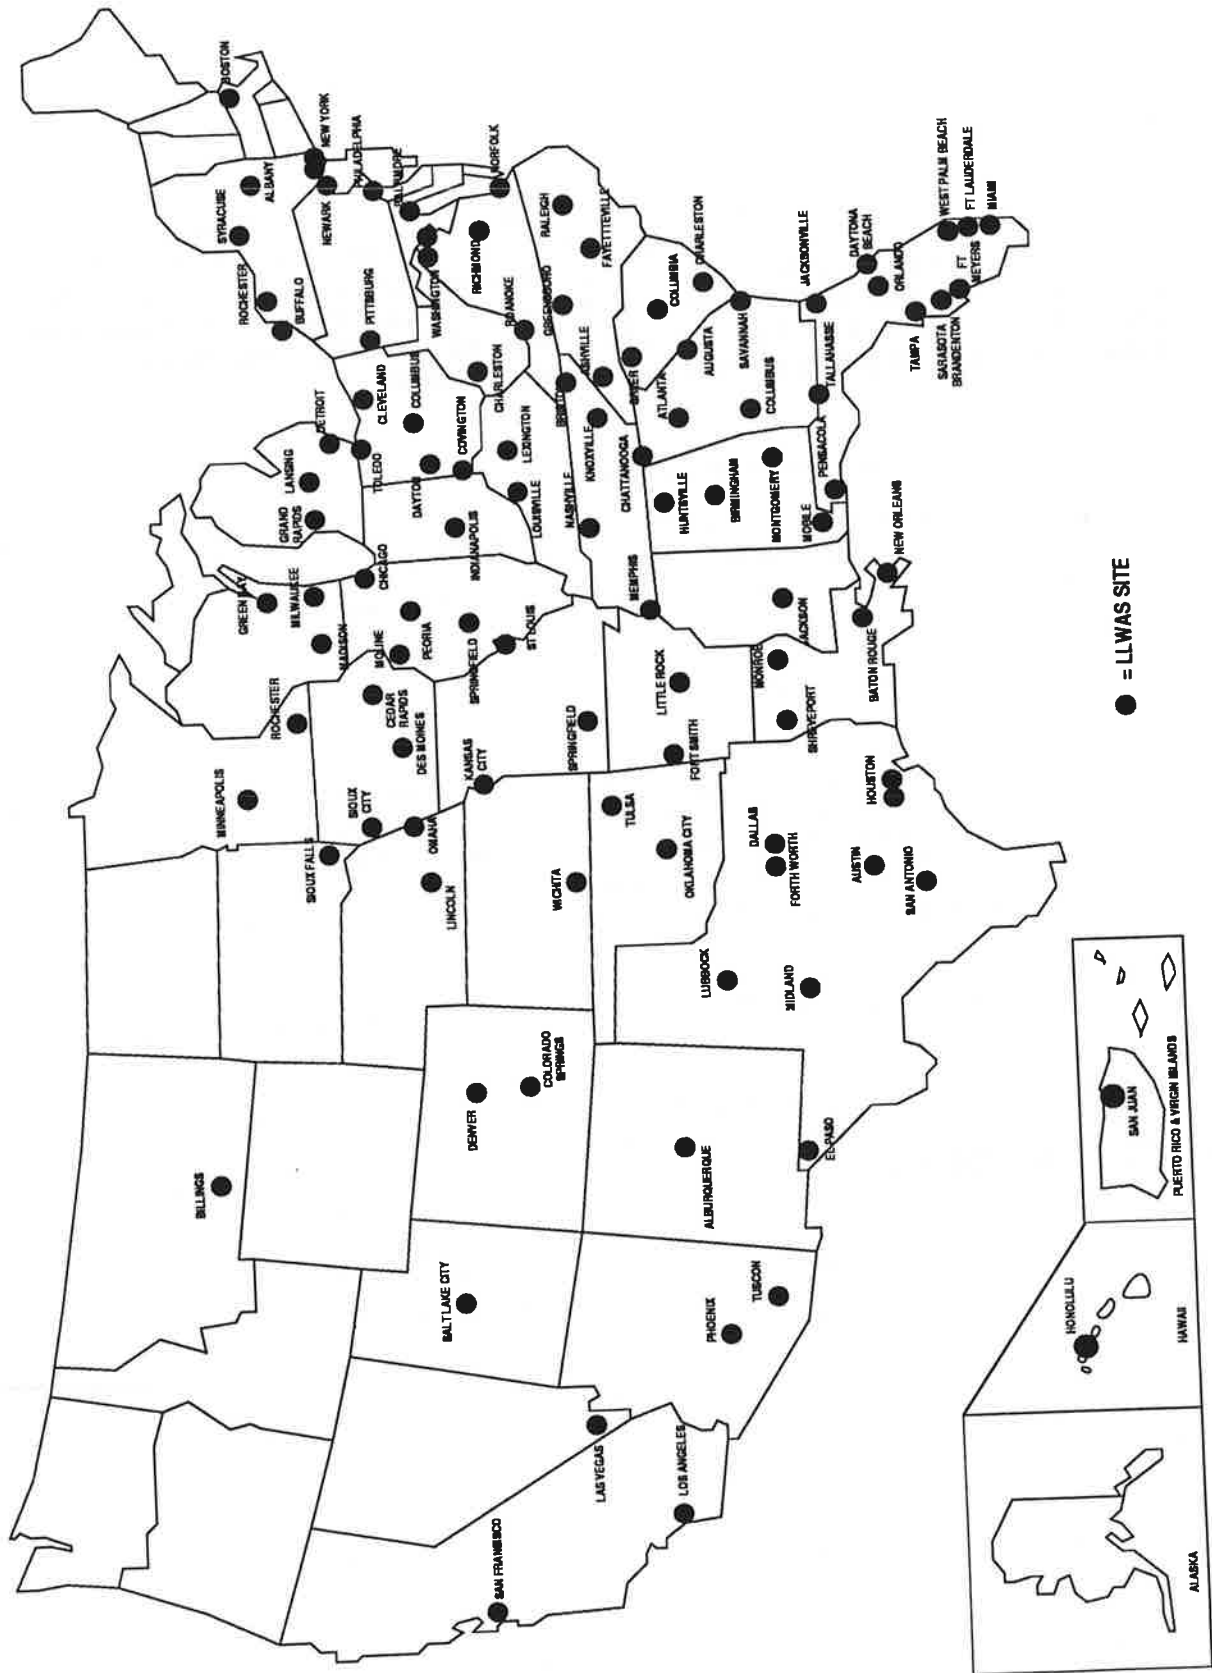 BOSTON
SYRACUSE
ALBANY
NEW YORK
ROCHESTER
BUFFALO
NEWARK
PHILADELPHIA
BILLINGS
MINNEAPOLIS
ROCHESTER
GREEN BAY
MILWAUKEE
MADISON
GRAND
RAPIDS
LANSING
DETROIT
PITTSBURG
BALTIMORE
SIOUX FALLS
SIOUX
CITY
CEDAR
RAPIDS
DES MOINES
MOLINE
CHICAGO
PEORIA
TOLEDO
CLEVELAND
COLUMBUS
DAYTON
COVINGTON
WASHINGTON
NORFOLK
RICHMOND
SALT LAKE CITY
DENVER
COLORADO
SPRINGS
LINCOLN
OMAHA
KANSAS
CITY
SPRINGFIELD
ST LOUIS
INDIANAPOLIS
LOUISVILLE
LEXINGTON
CHARLESTON
ROANOKE
GREENSBORO
RALEIGH
FAYETTTEVILLE
SAN FRANSISCO
LAS VEGAS
LOS ANGELES
WICHITA
SPRINGFIELD
TULSA
OKLAHOMA CITY
FORT SMITH
LITTLE ROCK
MEMPHIS
NASHVILLE
KNOXVILLE
CHATTANOOGA
BRISTOL
ASHVILLE
GREER
COLUMBIA
CHARLESTON
PHOENIX
TUSCON
ALBURQUERQUE
EL PASO
LUBBOCK
MIDLAND
DALLAS
FORTH WORTH
AUSTIN
SAN ANTONIO
HOUSTON
SHREVEPORT
MONROE
JACKSON
BATON ROUGE
NEW ORLEANS
HUNTSVILLE
BIRMINGHAM
MONTGOMERY
MOBILE
PENSACOLA
ATLANTA
AUGUSTA
SAVANNAH
COLUMBUS
TALLAHASSE
JACKSONVILLE
DAYTONA
BEACH
ORLANDO
TAMPA
SARASOTA
BRANDENTON
FT
MEYERS
WEST PALM BEACH
FT LAUDERDALE
MIAMI
ALASKA
HONOLULU
HAWAII
SAN JUAN
PUERTO RICO & VIRGIN ISLANDS
= LLWAS SITE